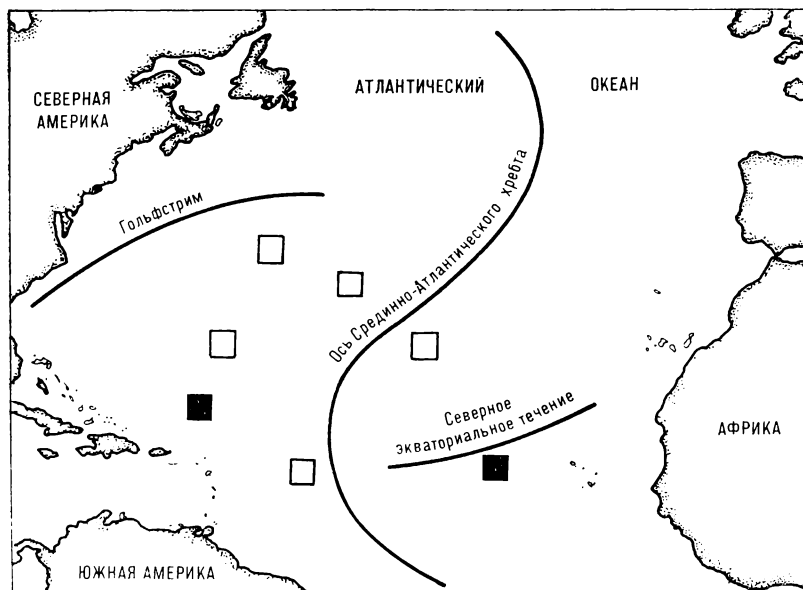 АТЛАНТИЧЕСКИЙ ОКЕАН
СЕВЕРНАЯ
АМЕРИКА
Гольфстрим
Ось Срединно-Атлантического хребта
Северное
экваториальное течение
АФРИКА
ЮЖНАЯ АМЕРИКА